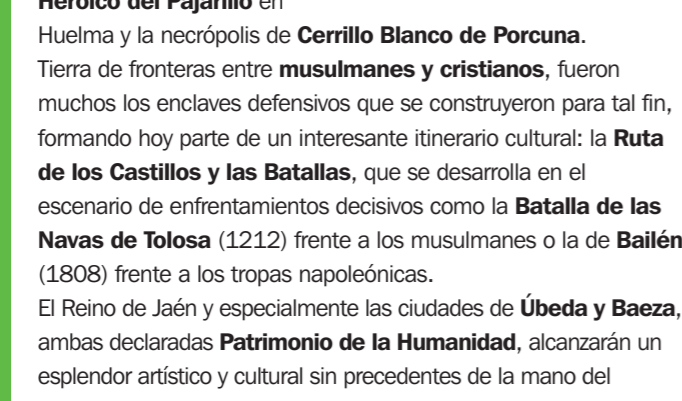 Heroico del Pajarillo en
Huelma y la necrópolis de Cerrillo Blanco de Porcuna.
Tierra de fronteras entre musulmanes y cristianos, fueron
muchos los enclaves defensivos que se construyeron para tal fin,
formando hoy parte de un interesante itinerario cultural: la Ruta
de los Castillos y las Batallas, que se desarrolla en el
escenario de enfrentamientos decisivos como la Batalla de las
Navas de Tolosa (1212) frente a los musulmanes o la de Bailén
(1808) frente a los tropas napoleónicas.
El Reino de Jaén y especialmente las ciudades de Úbeda y Baeza,
ambas declaradas Patrimonio de la Humanidad, alcanzarán un
esplendor artístico y cultural sin precedentes de la mano del